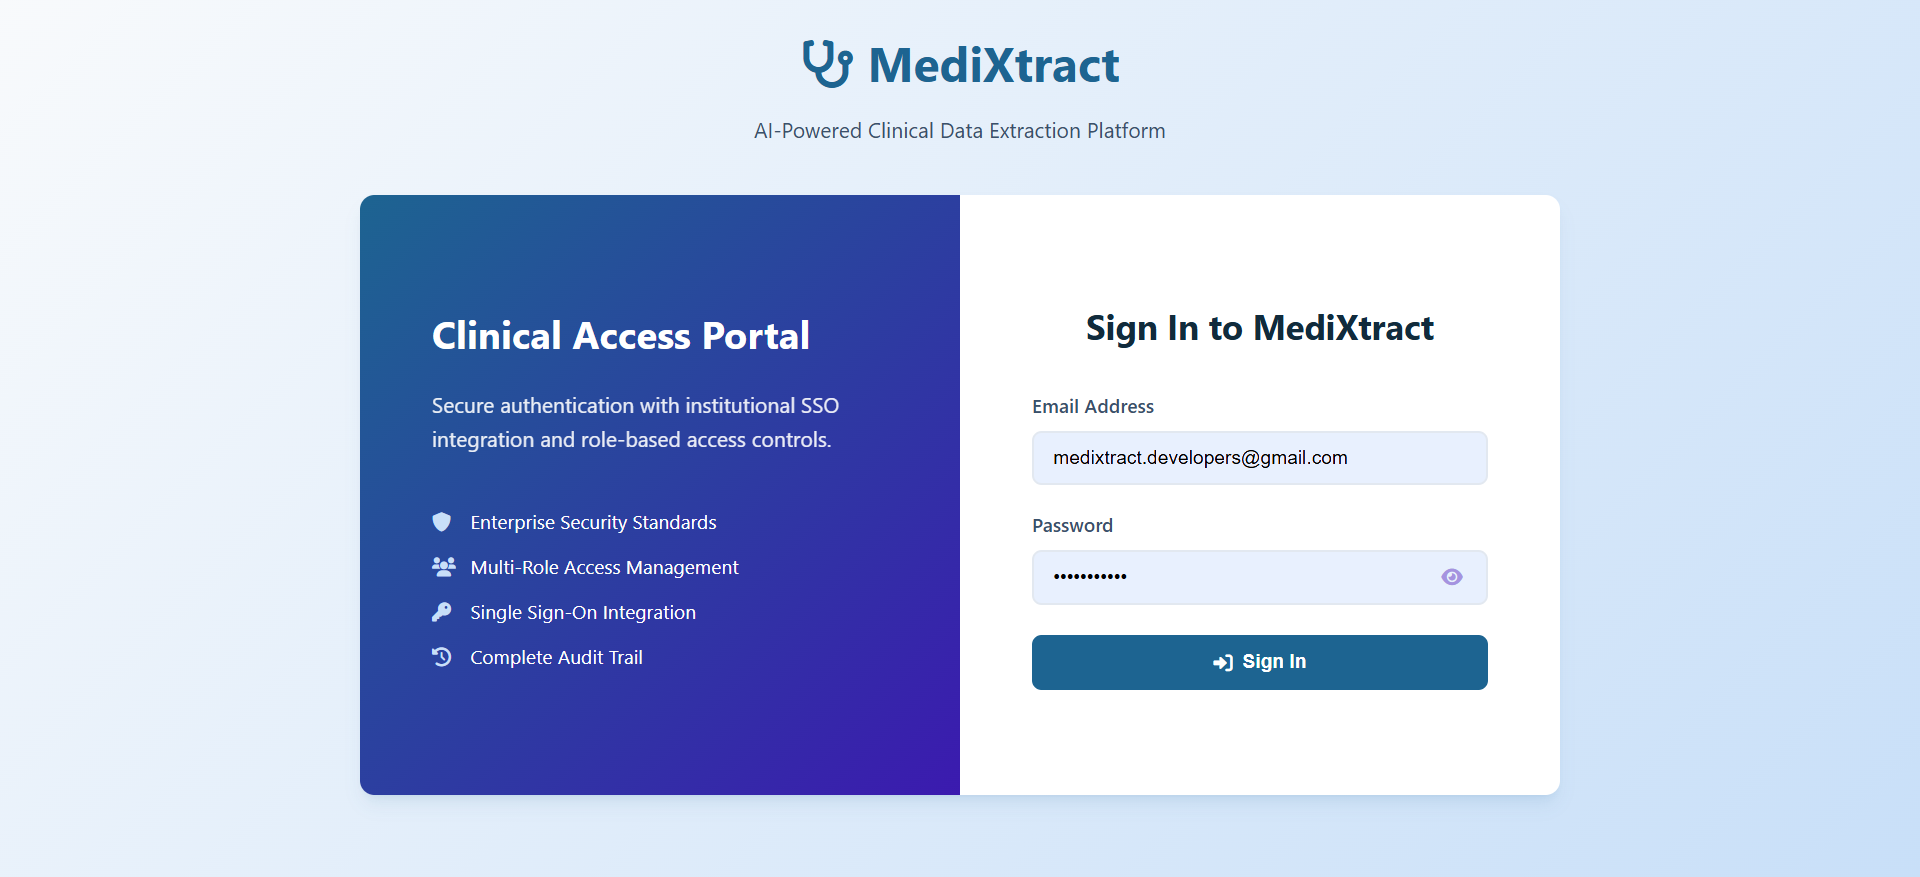 MediXtract
AI-Powered Clinical Data Extraction Platform
Clinical Access Portal
Secure authentication with institutional SSO
integration and role-based access controls.
Enterprise Security Standards
Multi-Role Access Management
Single Sign-On Integration
Complete Audit Trail
Sign In to MediXtract
Email Address
medixtract.developers@gmail.com
Password
•••••••••••
Sign In